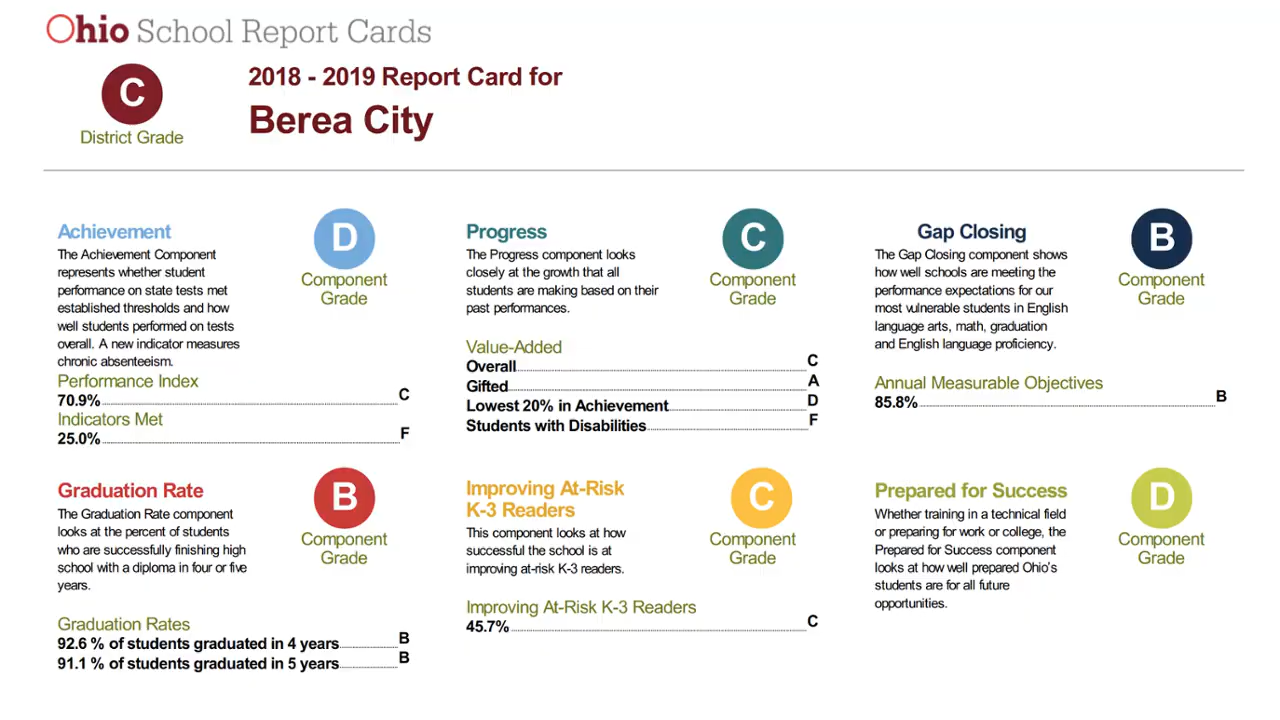 Ohio School Report Cards
C
District Grade
2018 - 2019 Report Card for
Berea City
Achievement
The Achievement Component
represents whether student
performance on state tests met
established thresholds and how
well students performed on tests
overall. A new indicator measures
chronic absenteeism.
D
Component
Grade
Performance Index
70.9% C
Indicators Met
25.0% F
Progress
The Progress component looks
closely at the growth that all
students are making based on their
past performances.
C
Component
Grade
Value-Added
Overall C
Gifted A
Lowest 20% in Achievement D
Students with Disabilities F
Gap Closing
The Gap Closing component shows
how well schools are meeting the
performance expectations for our
most vulnerable students in English
language arts, math, graduation
and English language proficiency.
B
Component
Grade
Annual Measurable Objectives
85.8% B
Graduation Rate
The Graduation Rate component
looks at the percent of students
who are successfully finishing high
school with a diploma in four or five
years.
B
Component
Grade
Graduation Rates
92.6 % of students graduated in 4 years B
91.1 % of students graduated in 5 years B
Improving At-Risk
K-3 Readers
This component looks at how
successful the school is at
improving at-risk K-3 readers.
C
Component
Grade
Improving At-Risk K-3 Readers
45.7% C
Prepared for Success
Whether training in a technical field
or preparing for work or college, the
Prepared for Success component
looks at how well prepared Ohio's
students are for all future
opportunities.
D
Component
Grade